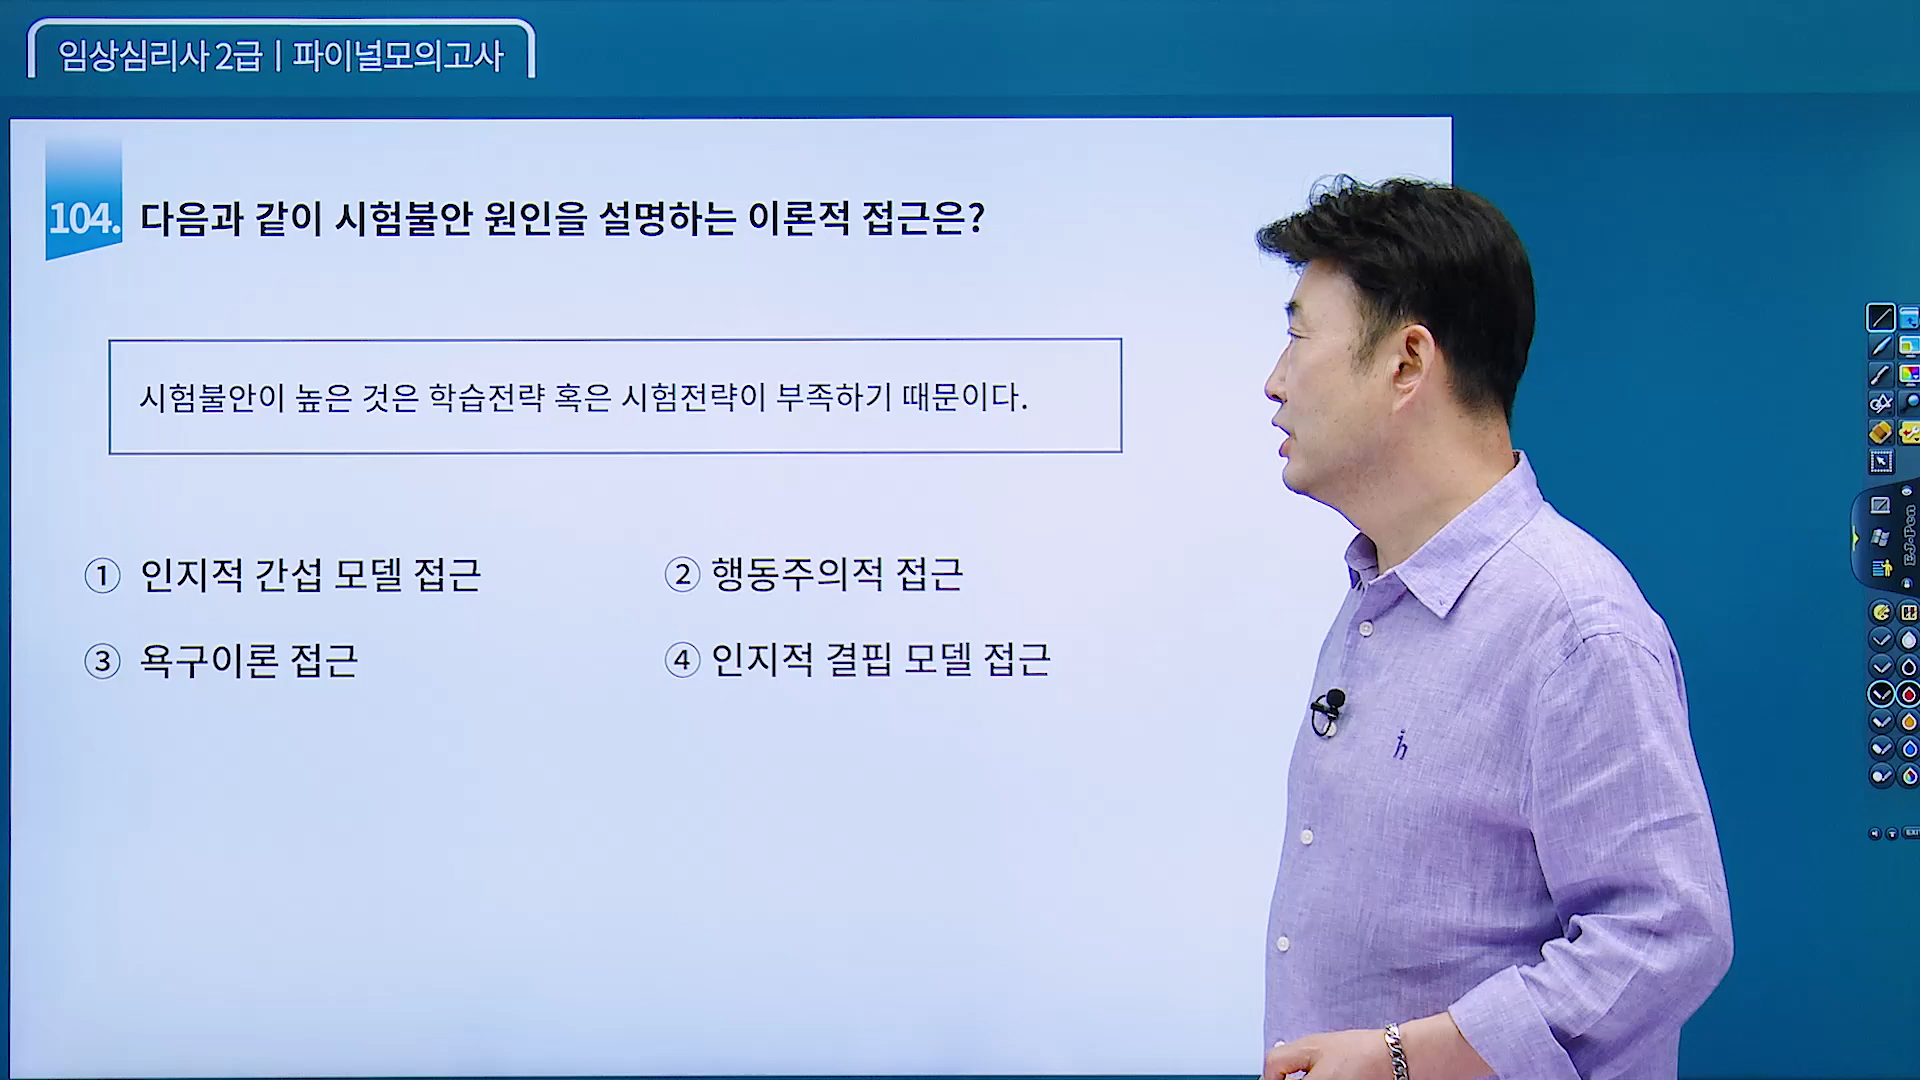 임상심리사 2급 | 파이널모의고사
104. 다음과 같이 시험불안 원인을 설명하는 이론적 접근은?
시험불안이 높은 것은 학습전략 혹은 시험전략이 부족하기 때문이다.
① 인지적 간섭 모델 접근
② 행동주의적 접근
③ 욕구이론 접근
④ 인지적 결핍 모델 접근
EJ-Pen
EXIT